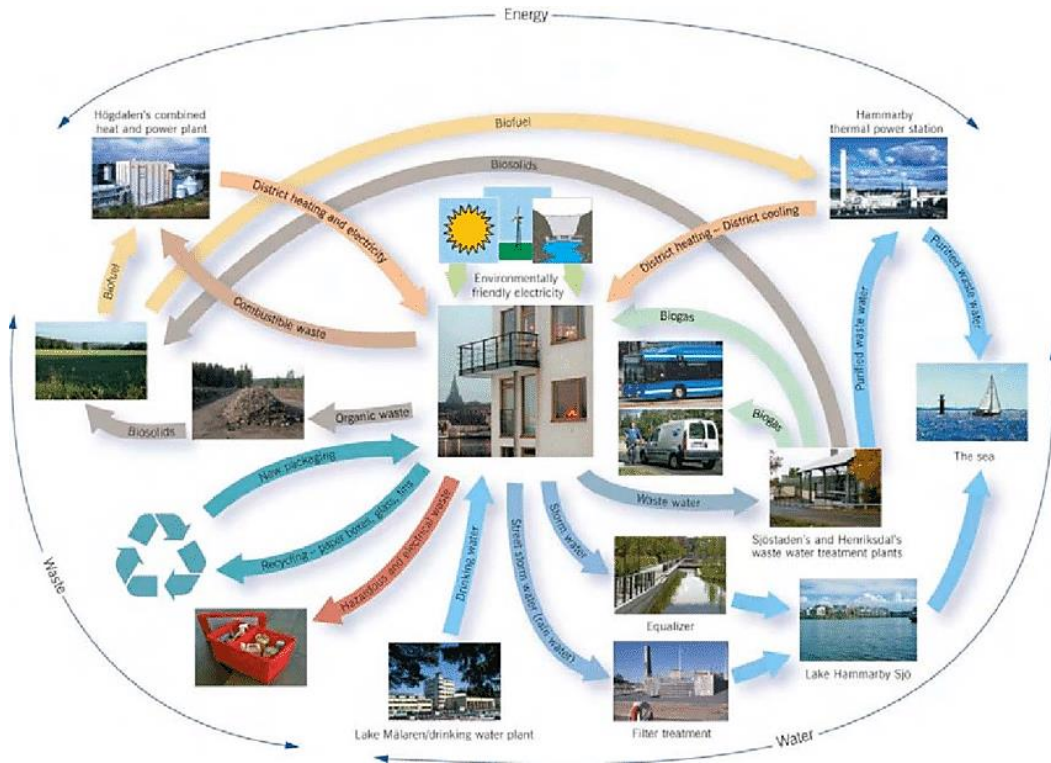 Energy
Högdalen's combined
heat and power plant
Hammarby
thermal power station
Biofuel
Biosolids
District heating and electricity
District heating – District cooling
Environmentally
friendly electricity
Biofuel
Combustible waste
Biogas
Purified waste water
Purified waste water
Biosolids
Organic waste
Biogas
The sea
New packaging
Recycling – paper boxes, glass, tins
Hazardous and electrical waste
Drinking water
Street storm water (rain water)
Storm water
Waste water
Sjöstaden's and Henriksdal's
waste water treatment plants
Waste
Equalizer
Lake Hammarby Sjö
Lake Mälaren/drinking water plant
Filter treatment
Water